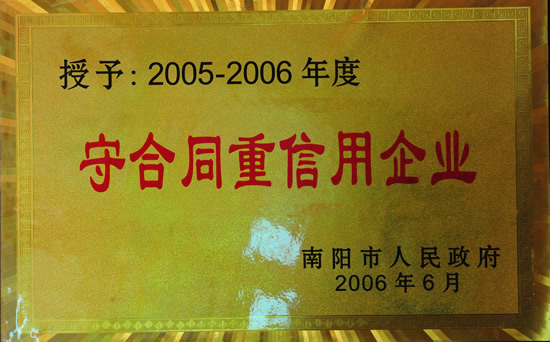 授予: 2005-2006 年度
守合同重信用企业
南阳市人民政府
2006 年 6 月